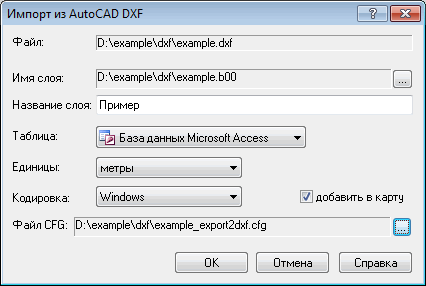 Импорт из AutoCAD DXF
Файл: D:\example\dxf\example.dxf
Имя слоя: D:\example\dxf\example.b00 ...
Название слоя: Пример
Таблица: База данных Microsoft Access
Единицы: метры
Кодировка: Windows добавить в карту
Файл CFG: D:\example\dxf\example_export2dxf.cfg ...
OK Отмена Справка